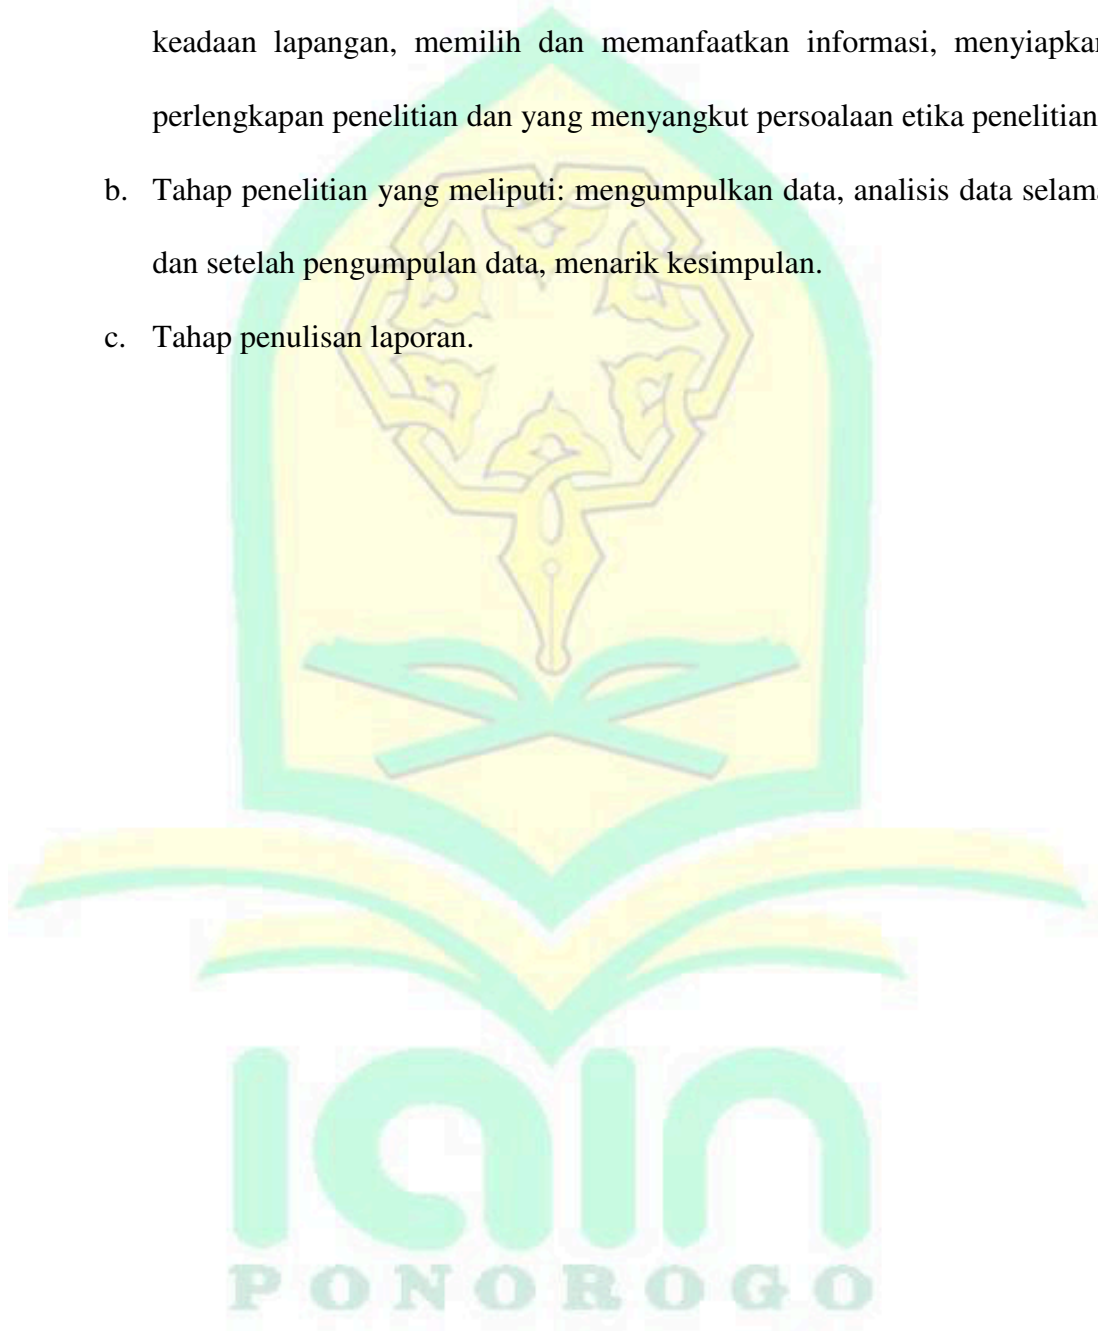 keadaan lapangan, memilih dan memanfaatkan informasi, menyiapkan
perlengkapan penelitian dan yang menyangkut persoalaan etika penelitian
b. Tahap penelitian yang meliputi: mengumpulkan data, analisis data selama
dan setelah pengumpulan data, menarik kesimpulan.
c. Tahap penulisan laporan.
iain
PONOROGO